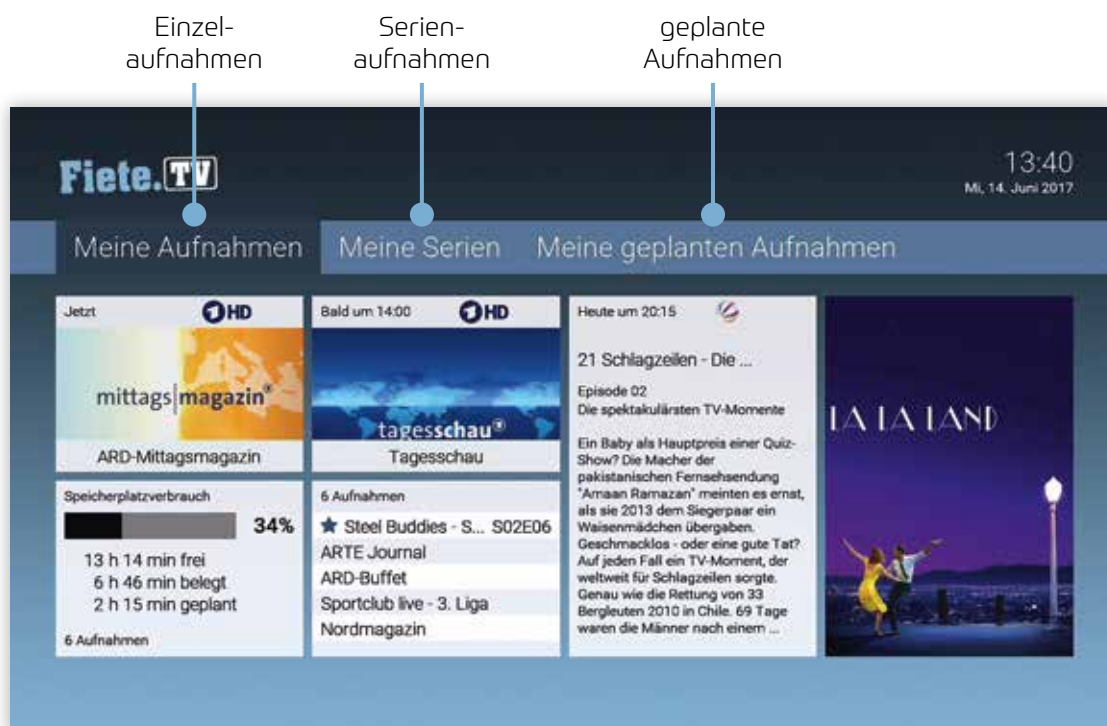 Einzel-
aufnahmen
Serien-
aufnahmen
geplante
Aufnahmen
Fiete.TV
13:40
Mi, 14. Juni 2017
Meine Aufnahmen
Meine Serien
Meine geplanten Aufnahmen
Jetzt
HD
mittags magazin
ARD-Mittagsmagazin
Bald um 14:00
HD
tagesschau
Tagesschau
Speicherplatzverbrauch
34%
13 h 14 min frei
6 h 46 min belegt
2 h 15 min geplant
6 Aufnahmen
6 Aufnahmen
Steel Buddies - S... S02E06
ARTE Journal
ARD-Buffet
Sportclub live - 3. Liga
Nordmagazin
Heute um 20:15
21 Schlagzeilen - Die ...
Episode 02
Die spektakulärsten TV-Momente
Ein Baby als Hauptpreis einer Quiz-
Show? Die Macher der
pakistanischen Fernsehsendung
"Amaan Ramazan" meinten es ernst,
als sie 2013 dem Siegerpaar ein
Waisenmädchen übergaben.
Geschmacklos - oder eine gute Tat?
Auf jeden Fall ein TV-Moment, der
weltweit für Schlagzeilen sorgte.
Genau wie die Rettung von 33
Bergleuten 2010 in Chile. 69 Tage
waren die Männer nach einem ...
LA LA LAND